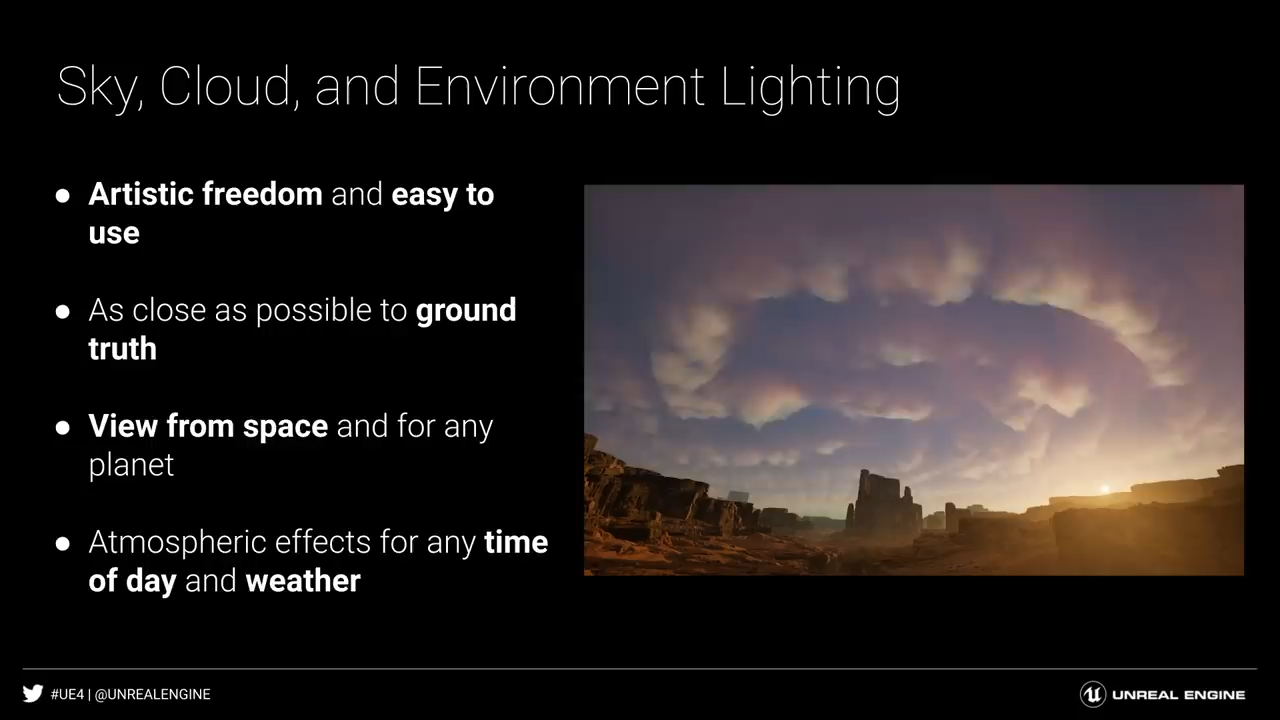 Sky, Cloud, and Environment Lighting
● Artistic freedom and easy to
use
● As close as possible to ground
truth
● View from space and for any
planet
● Atmospheric effects for any time
of day and weather
#UE4 | @UNREALENGINE
UNREAL ENGINE